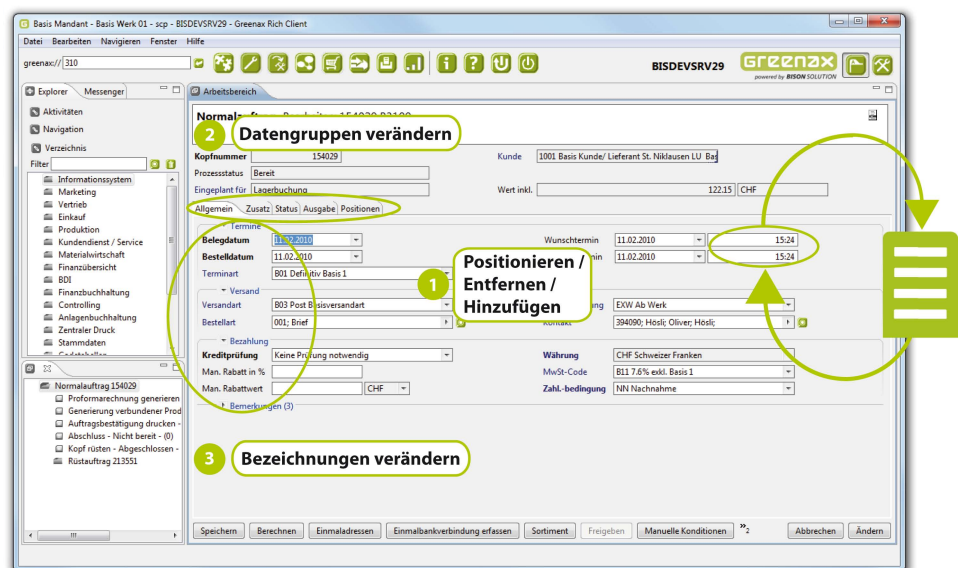 Basis Mandant - Basis Werk 01 - scp - BISDEVSRV29 - Greenax Rich Client
Datei Bearbeiten Navigieren Fenster Hilfe
greenax:// 310
BISDEVSRV29
Greenax
powered by BISON SOLUTION
Explorer Messenger
Aktivitäten
Navigation
Verzeichnis
Filter
Informationssystem
Marketing
Vertrieb
Einkauf
Produktion
Kundendienst / Service
Materialwirtschaft
Finanzübersicht
BDI
Finanzbuchhaltung
Controlling
Anlagenbuchhaltung
Zentraler Druck
Stammdaten
Normalauftrag 154029
Proformarechnung generieren
Generierung verbundener Prod
Auftragsbestätigung drucken -
Abschluss - Nicht bereit - (0)
Kopf rüsten - Abgeschlossen -
Rüstauftrag 213551
Arbeitsbereich
2 Datengruppen verändern
Kopfnummer 154029
Kunde 1001 Basis Kunde/ Lieferant St. Niklausen LU Bas
Prozessstatus Bereit
Eingeplant für Lagerbuchung
Wert inkl. 122.15 CHF
Allgemein Zusatz Status Ausgabe Positionen
Termine
Belegdatum 11.02.2010
Wunschtermin 11.02.2010 15:24
Bestelldatum 11.02.2010
11.02.2010 15:24
Terminart B01 Definitiv Basis 1
1 Positionieren /
Entfernen /
Hinzufügen
Versand
Versandart B03 Post Basisversandart
EXW Ab Werk
Bestellart 001; Brief
Kontakt 394090; Hösli; Oliver; Hösli;
Bezahlung
Kreditprüfung Keine Prüfung notwendig
Währung CHF Schweizer Franken
Man. Rabatt in %
MwSt-Code B11 7.6% exkl. Basis 1
Man. Rabattwert CHF
Zahl.-bedingung NN Nachnahme
Bemerkungen (3)
3 Bezeichnungen verändern
Speichern Berechnen Einmaladressen Einmalbankverbindung erfassen Sortiment Freigeben Manuelle Konditionen »2 Abbrechen Ändern